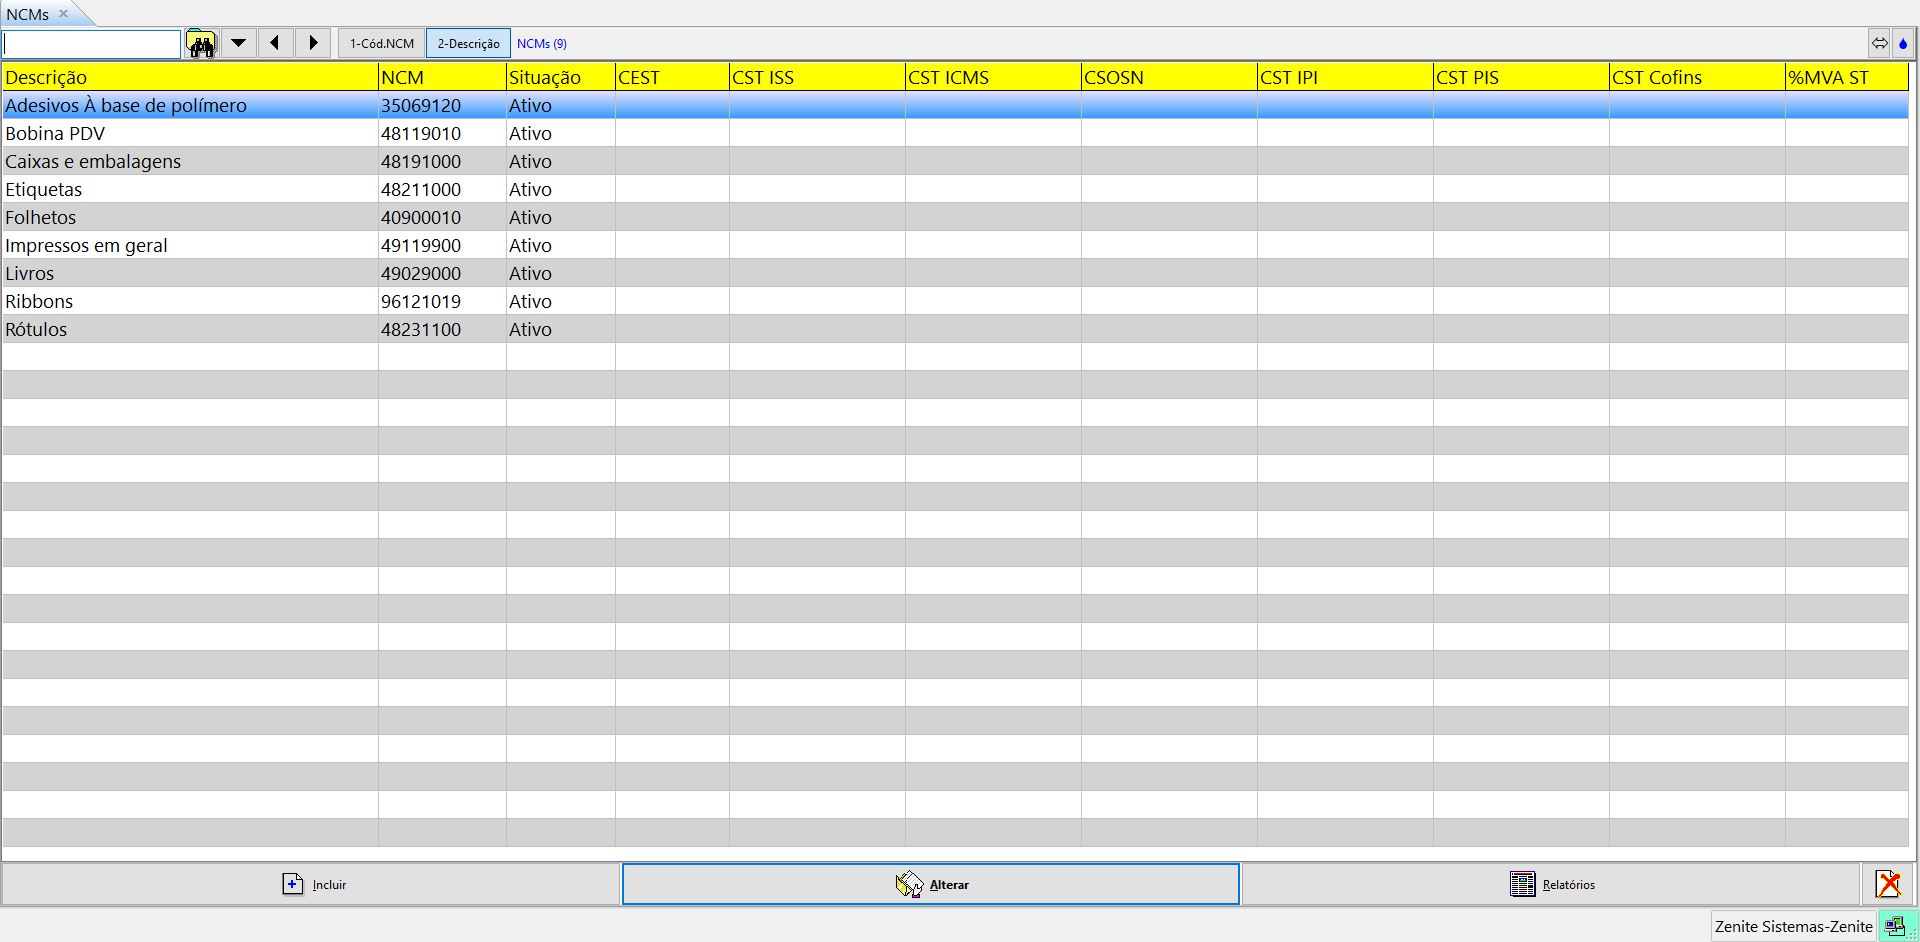 NCMs
1-Cód.NCM 2-Descrição NCMs (9)
Descrição NCM Situação CEST CST ISS CST ICMS CSOSN CST IPI CST PIS CST Cofins %MVA ST
Adesivos À base de polímero 35069120 Ativo
Bobina PDV 48119010 Ativo
Caixas e embalagens 48191000 Ativo
Etiquetas 48211000 Ativo
Folhetos 40900010 Ativo
Impressos em geral 49119900 Ativo
Livros 49029000 Ativo
Ribbons 96121019 Ativo
Rótulos 48231100 Ativo
Incluir Alterar Relatórios
Zenite Sistemas-Zenite